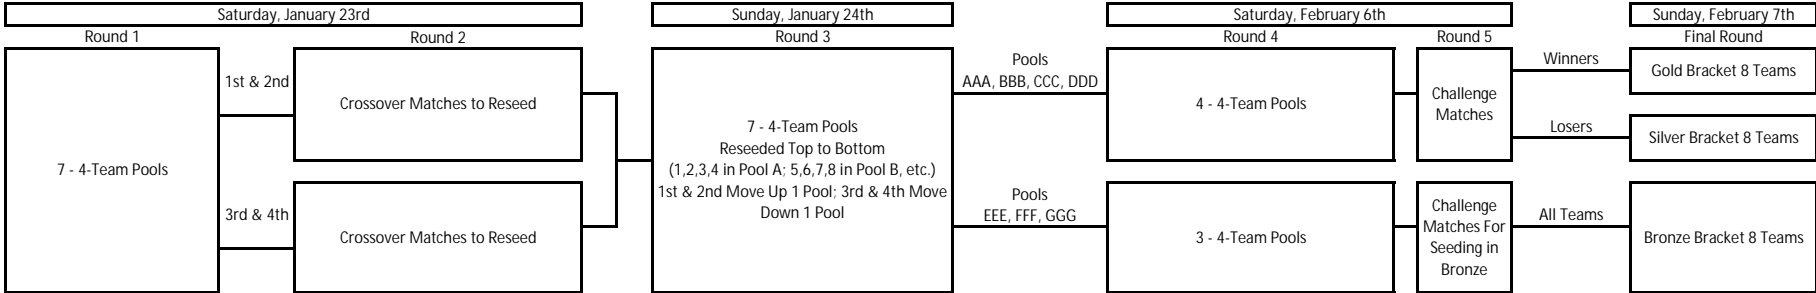 Saturday, January 23rd
Sunday, January 24th
Saturday, February 6th
Sunday, February 7th
Round 1
Round 2
Round 3
Round 4
Round 5
Final Round
7 - 4-Team Pools
1st & 2nd
3rd & 4th
Crossover Matches to Reseed
Crossover Matches to Reseed
7 - 4-Team Pools
Reseeded Top to Bottom
(1,2,3,4 in Pool A; 5,6,7,8 in Pool B, etc.)
1st & 2nd Move Up 1 Pool; 3rd & 4th Move
Down 1 Pool
Pools
AAA, BBB, CCC, DDD
Pools
EEE, FFF, GGG
4 - 4-Team Pools
3 - 4-Team Pools
Challenge
Matches
Challenge
Matches For
Seeding in
Bronze
Winners
Losers
All Teams
Gold Bracket 8 Teams
Silver Bracket 8 Teams
Bronze Bracket 8 Teams